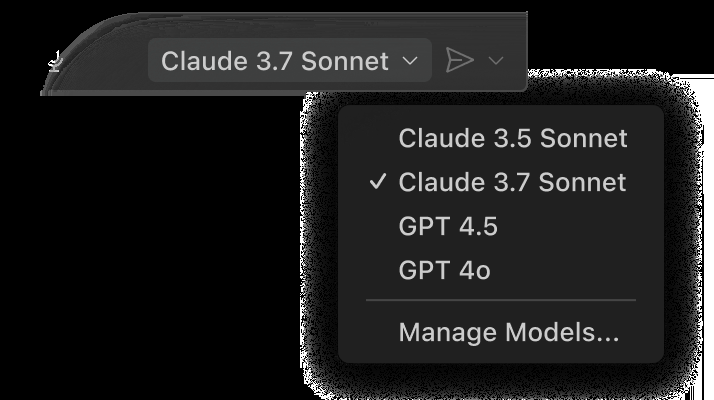 Claude 3.7 Sonnet
Claude 3.5 Sonnet
Claude 3.7 Sonnet
GPT 4.5
GPT 4o
Manage Models...